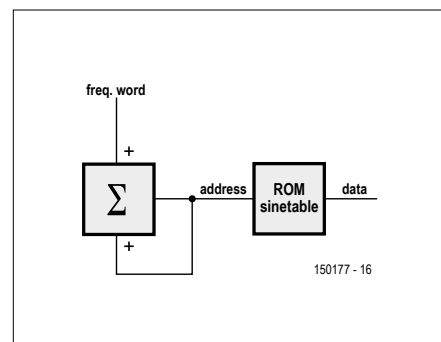 freq. word
+
Σ
+
address
ROM
sinetable
data
150177 - 16